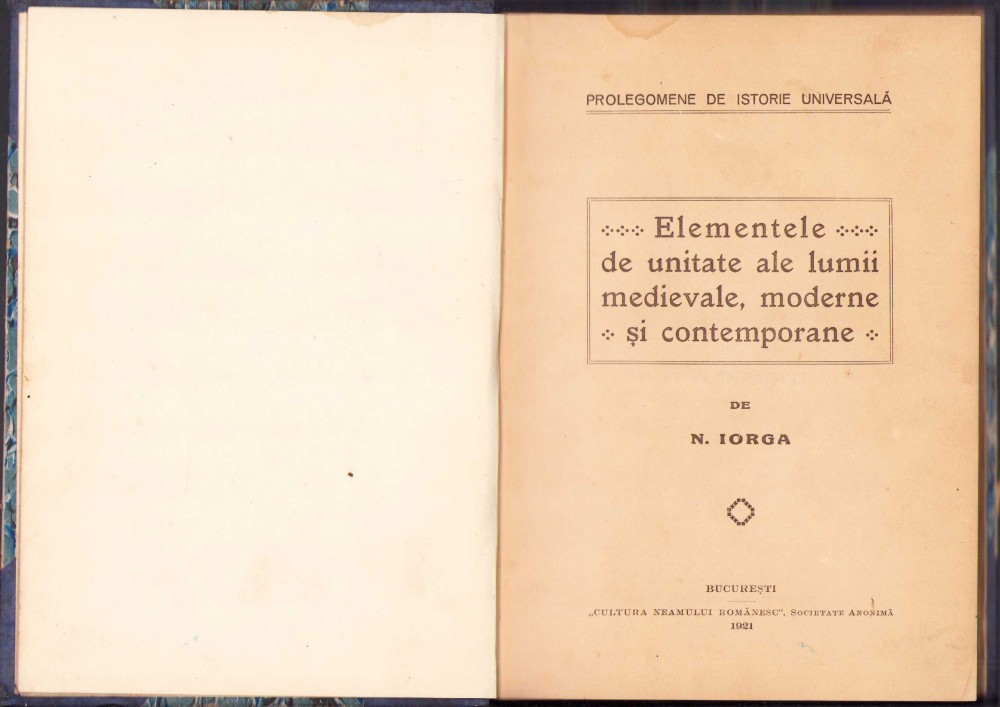 PROLEGOMENE DE ISTORIE UNIVERSALĂ
Elementele
de unitate ale lumii
medievale, moderne
și contemporane
DE
N. IORGA
BUCUREȘTI
„CULTURA NEAMULUI ROMĂNESC“, SOCIETATE ANONIMĂ
1921